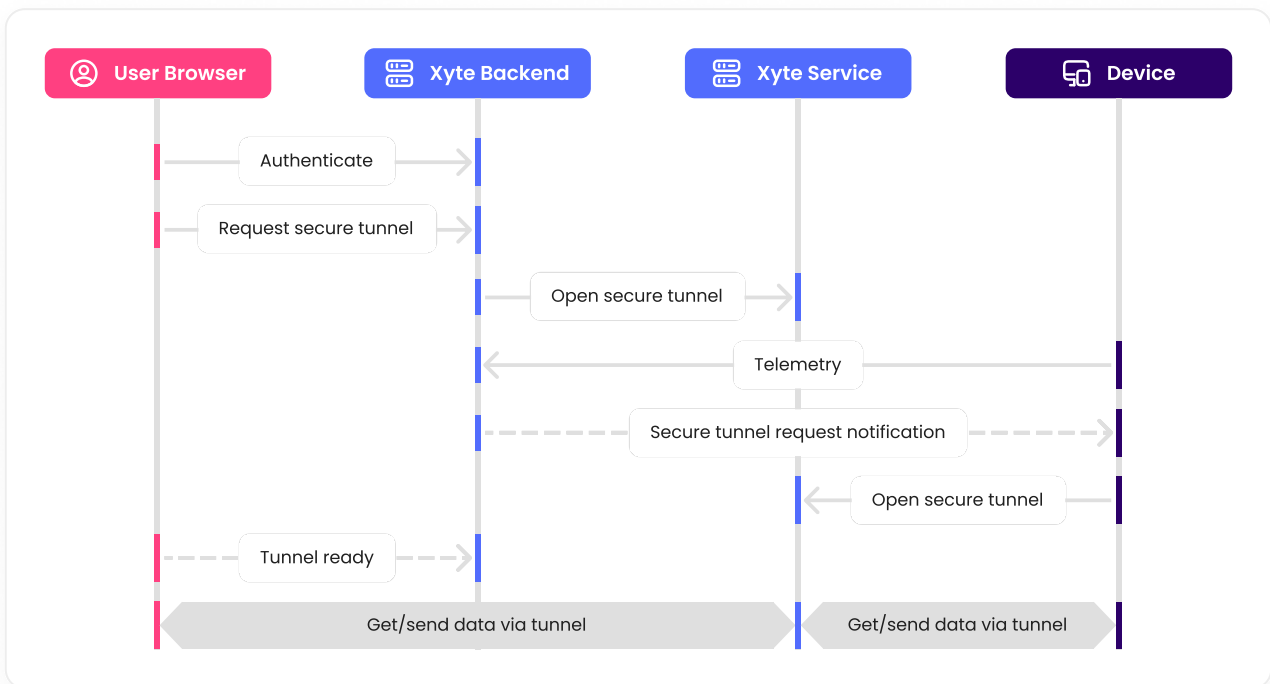 User Browser
Xyte Backend
Xyte Service
Device
Authenticate
Request secure tunnel
Open secure tunnel
Telemetry
Secure tunnel request notification
Open secure tunnel
Tunnel ready
Get/send data via tunnel
Get/send data via tunnel